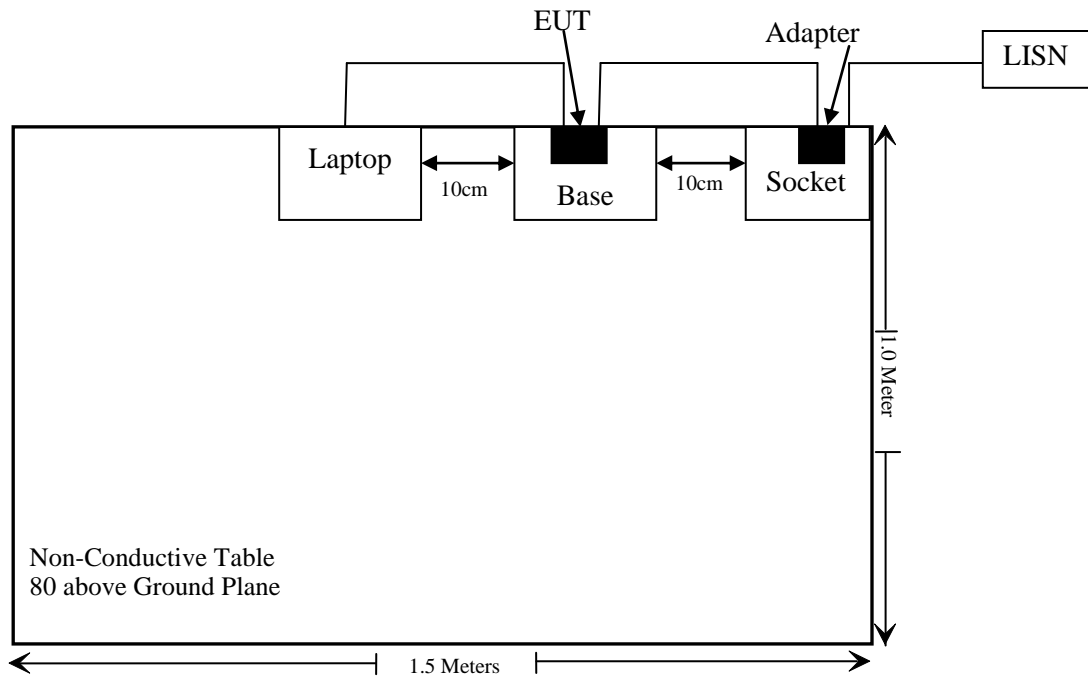 EUT
Adapter
LISN
Laptop
10cm
Base
10cm
Socket
1.0 Meter
Non-Conductive Table
80 above Ground Plane
1.5 Meters